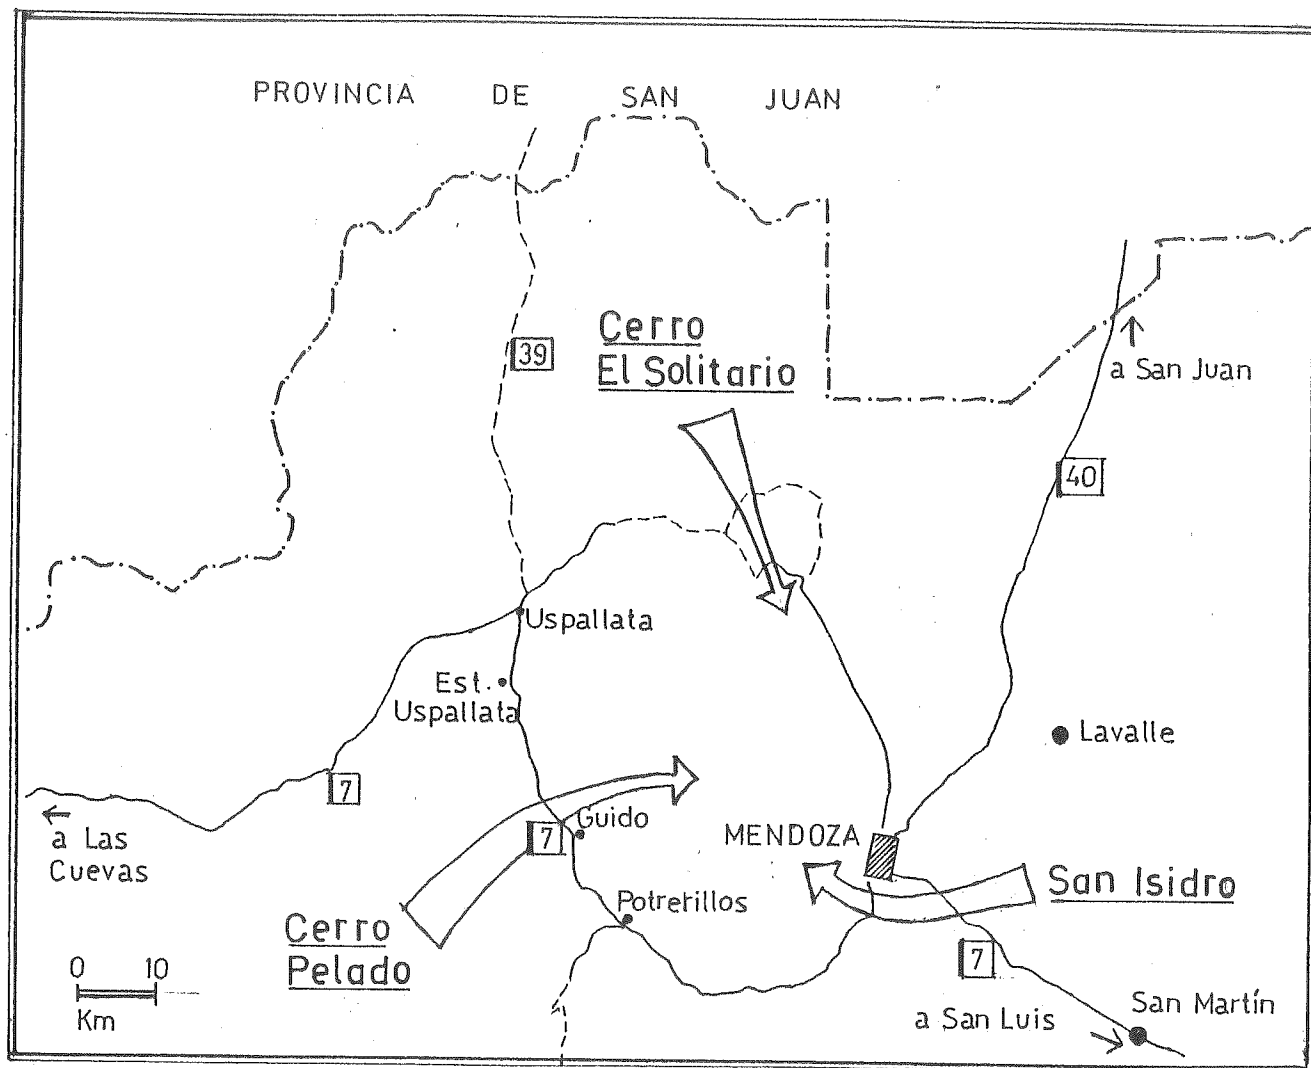 PROVINCIA DE SAN JUAN
Cerro
El Solitario
39
a San Juan
40
Uspallata
Est.
Uspallata
Lavalle
7
a Las
Cuevas
7
Guido
MENDOZA
San Isidro
Potrerillos
Cerro
Pelado
7
0 10
Km
a San Luis
San Martín